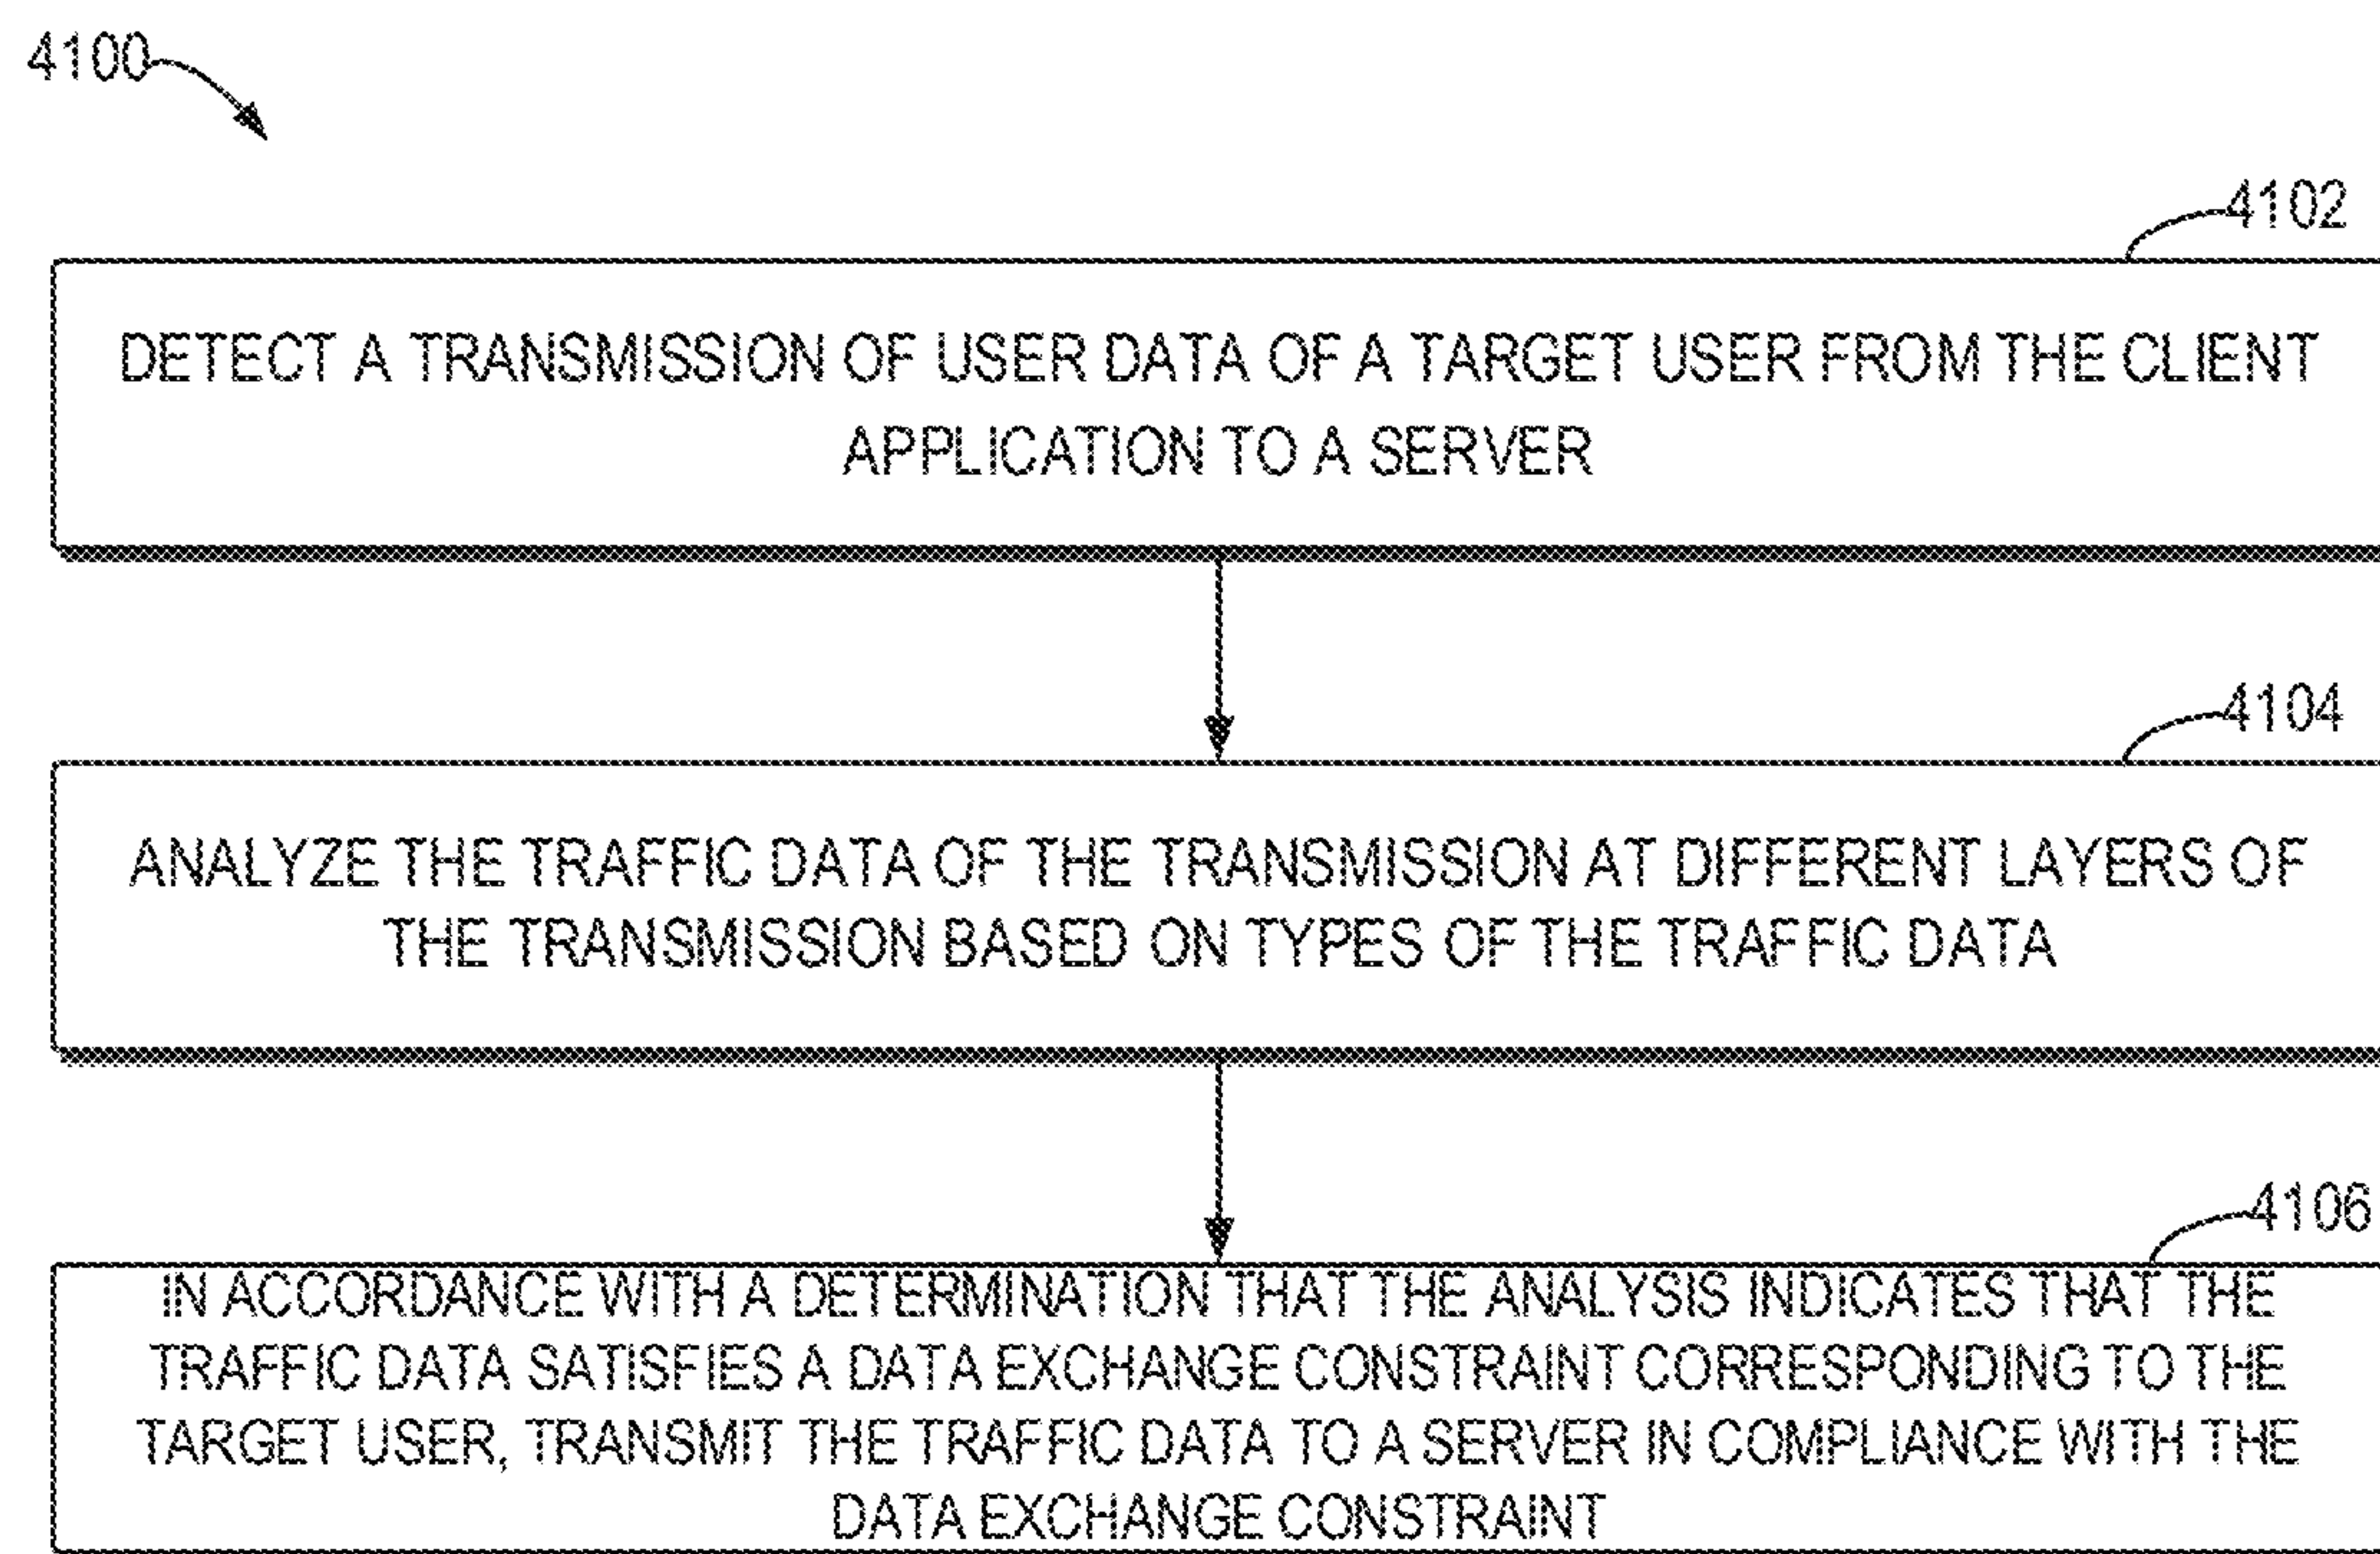 4100
4102
DETECT A TRANSMISSION OF USER DATA OF A TARGET USER FROM THE CLIENT
APPLICATION TO A SERVER
4104
ANALYZE THE TRAFFIC DATA OF THE TRANSMISSION AT DIFFERENT LAYERS OF
THE TRANSMISSION BASED ON TYPES OF THE TRAFFIC DATA
4106
IN ACCORDANCE WITH A DETERMINATION THAT THE ANALYSIS INDICATES THAT THE
TRAFFIC DATA SATISFIES A DATA EXCHANGE CONSTRAINT CORRESPONDING TO THE
TARGET USER, TRANSMIT THE TRAFFIC DATA TO A SERVER IN COMPLIANCE WITH THE
DATA EXCHANGE CONSTRAINT